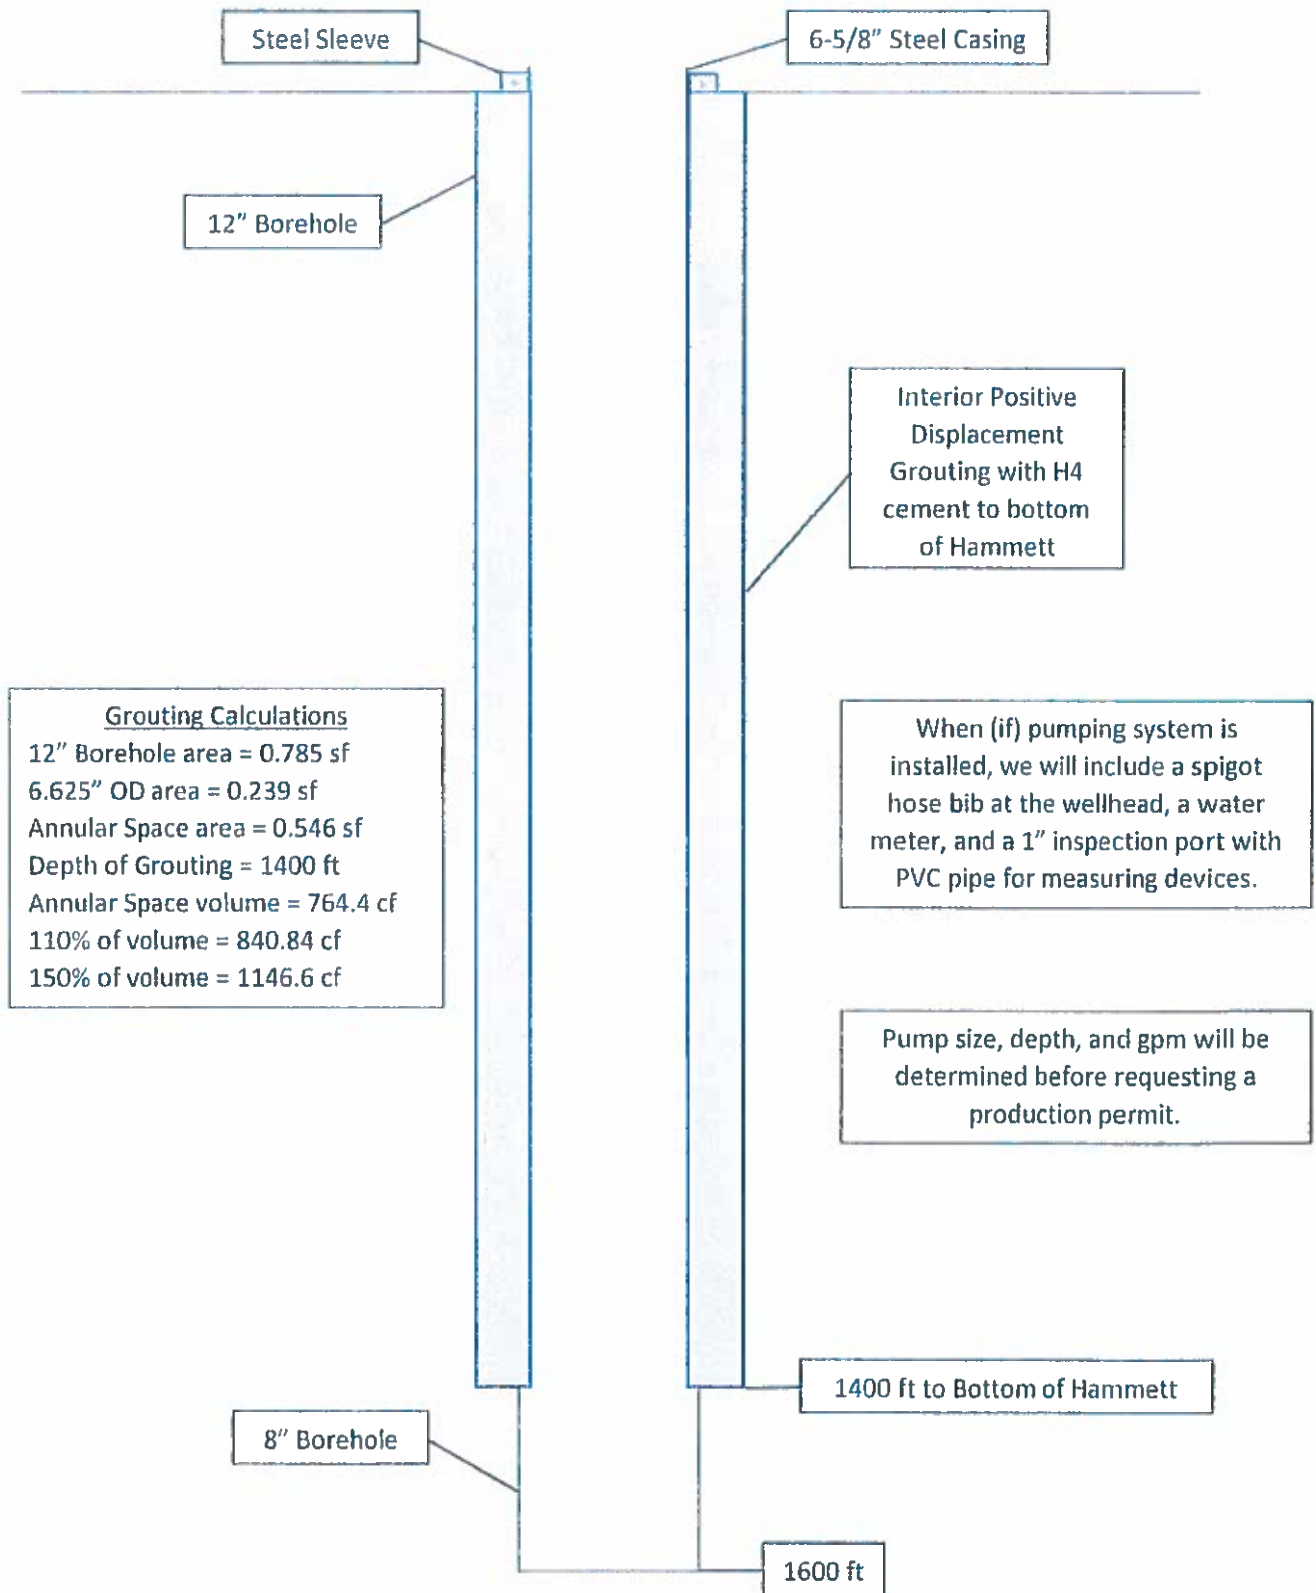 Steel Sleeve
6-5/8" Steel Casing
12" Borehole
Interior Positive
Displacement
Grouting with H4
cement to bottom
of Hammett
Grouting Calculations
12" Borehole area = 0.785 sf
6.625" OD area = 0.239 sf
Annular Space area = 0.546 sf
Depth of Grouting = 1400 ft
Annular Space volume = 764.4 cf
110% of volume = 840.84 cf
150% of volume = 1146.6 cf
When (if) pumping system is
installed, we will include a spigot
hose bib at the wellhead, a water
meter, and a 1" inspection port with
PVC pipe for measuring devices.
Pump size, depth, and gpm will be
determined before requesting a
production permit.
1400 ft to Bottom of Hammett
8" Borehole
1600 ft